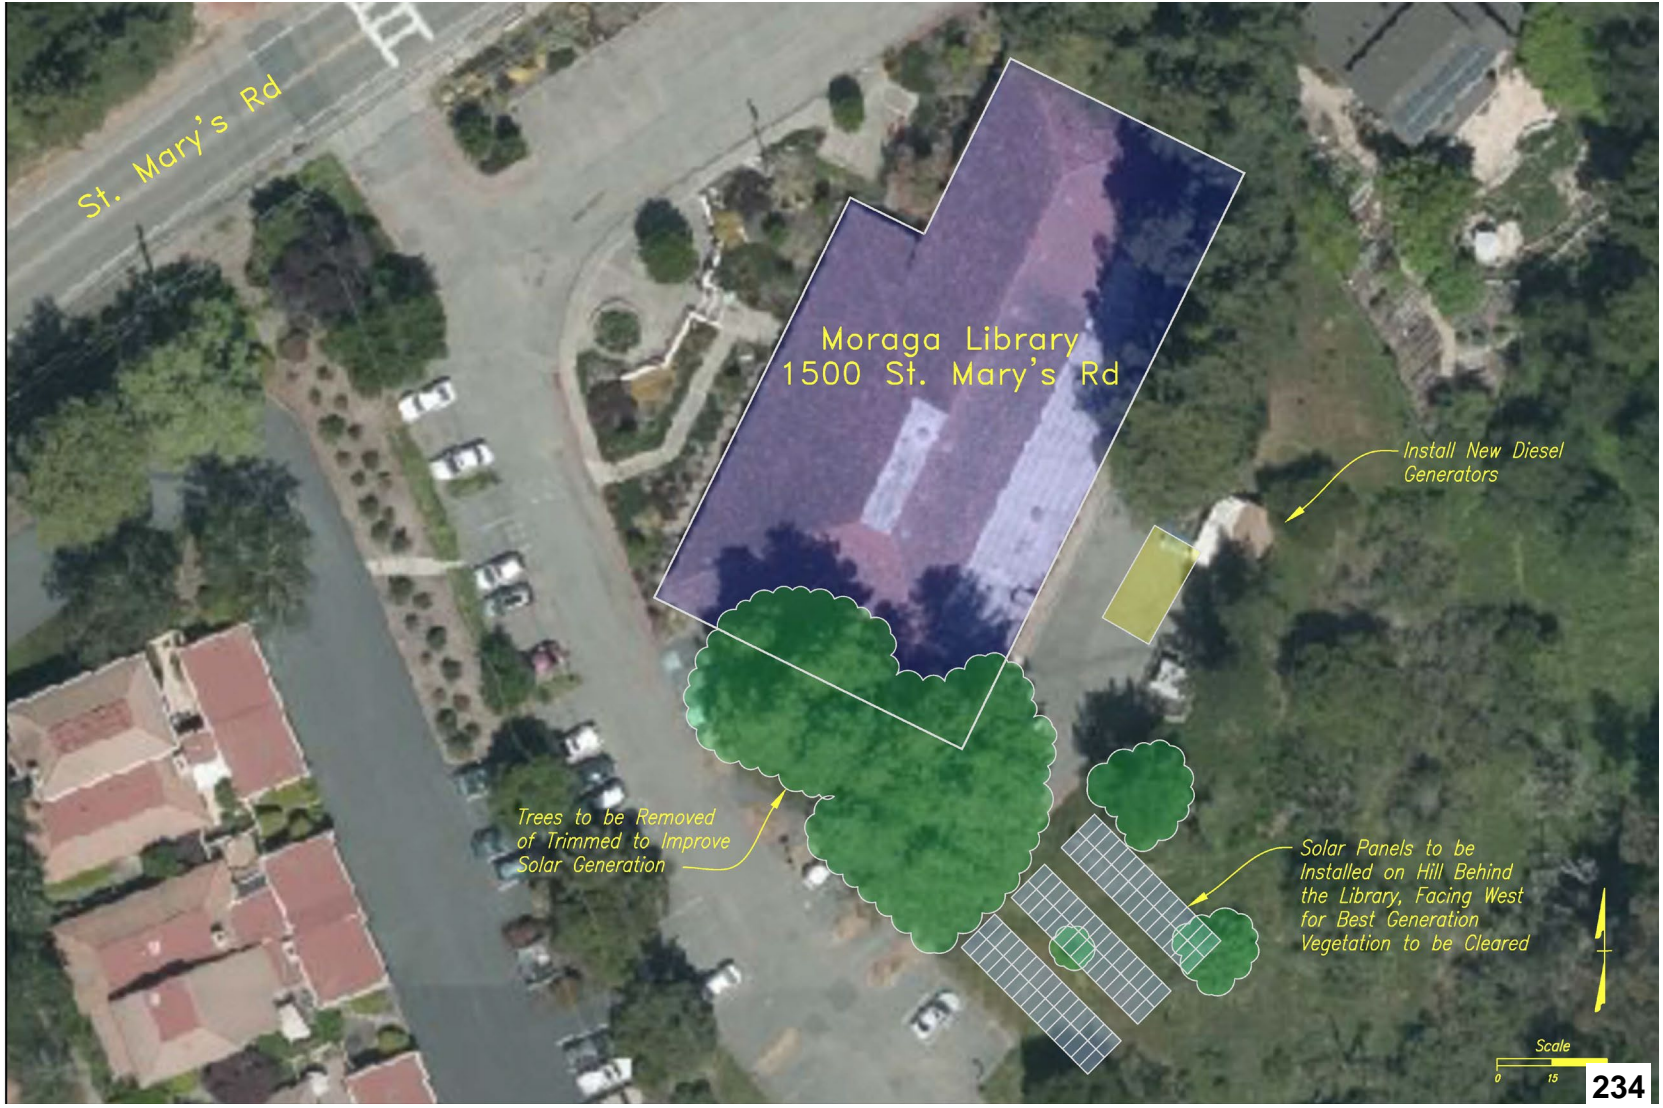 St. Mary's Rd
Moraga Library
1500 St. Mary's Rd
Install New Diesel
Generators
Trees to be Removed
of Trimmed to Improve
Solar Generation
Solar Panels to be
Installed on Hill Behind
the Library, Facing West
for Best Generation
Vegetation to be Cleared
Scale
0 15
234